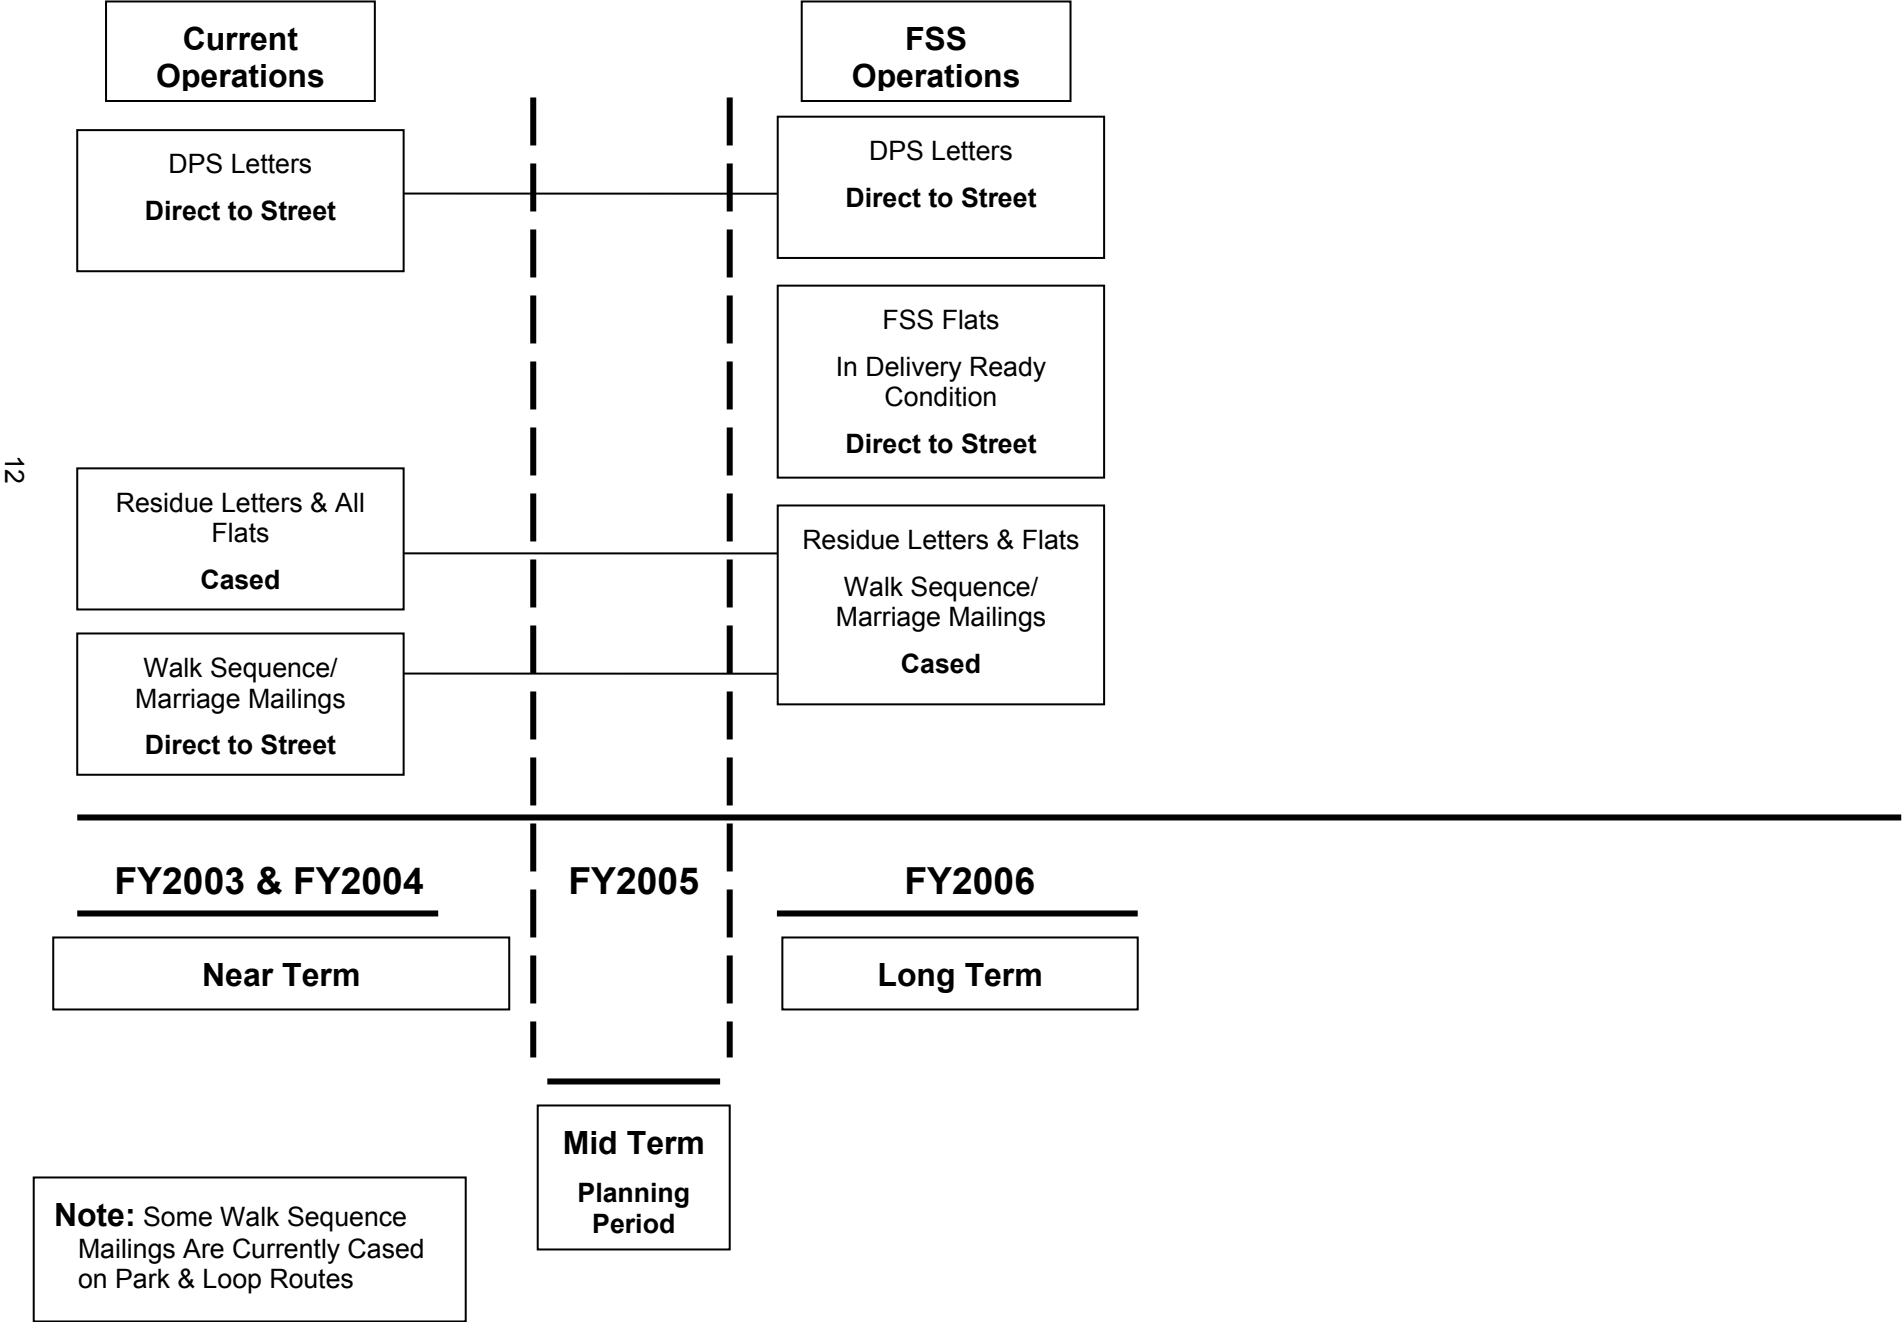 Current
Operations
FSS
Operations
DPS Letters
Direct to Street
DPS Letters
Direct to Street
FSS Flats
In Delivery Ready
Condition
Direct to Street
12
Residue Letters & All
Flats
Cased
Residue Letters & Flats
Walk Sequence/
Marriage Mailings
Cased
Walk Sequence/
Marriage Mailings
Direct to Street
FY2003 & FY2004
FY2005
FY2006
Near Term
Long Term
Mid Term
Planning
Period
Note: Some Walk Sequence
Mailings Are Currently Cased
on Park & Loop Routes